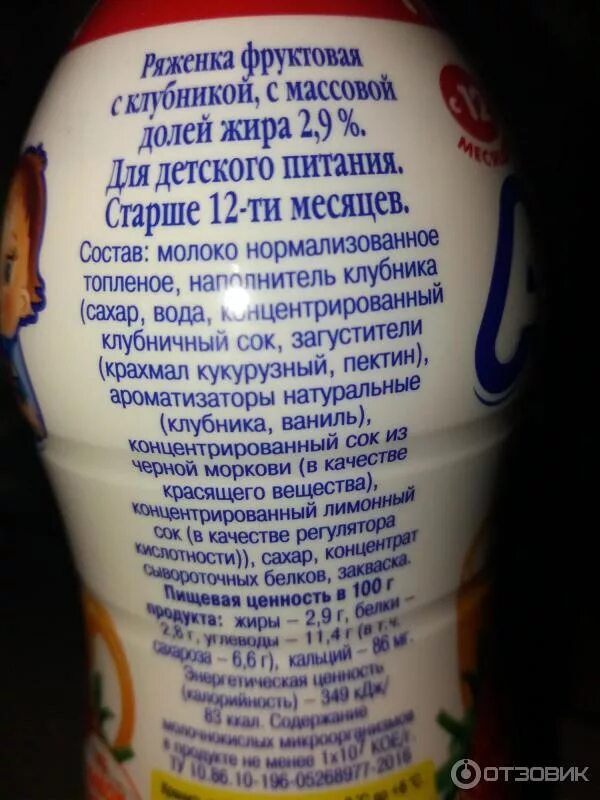 Ряженка фруктовая
с клубникой, с массовой
долей жира 2,9 %.
Для детского питания.
Старше 12-ти месяцев.
Состав: молоко нормализованное
топленое, наполнитель клубника
(сахар, вода, концентрированный
клубничный сок, загустители
(крахмал кукурузный, пектин),
ароматизаторы натуральные
(клубника, ваниль),
концентрированный сок из
черной моркови (в качестве
красящего вещества),
концентрированный лимонный
сок (в качестве регулятора
кислотности)), сахар, концентрат
сывороточных белков, закваска.
Пищевая ценность в 100 г
продукта: жиры – 2,9 г, белки –
2,8 г, углеводы – 11,4 г (в т.ч.
сахароза – 6,6 г), кальций – 86 мг.
Энергетическая ценность
(калорийность) – 349 кДж/
83 ккал. Содержание
молочнокислых микроорганизмов
в продукте не менее 1x10⁷ КОЕ/г.
ТУ 10.86.10-196-05268977-2016
с 12
МЕСЯ
ОТЗОВИК